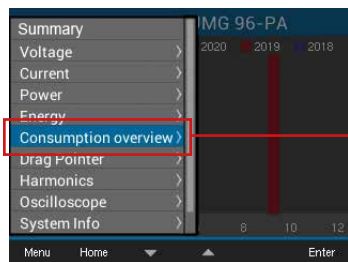 Summary
UMG 96-PA
Voltage
2020 2019 2018
Current
Power
Energy
Consumption overview
Drag Pointer
Harmonics
Oscilloscope
System Info
8 10 12
Menu Home Enter